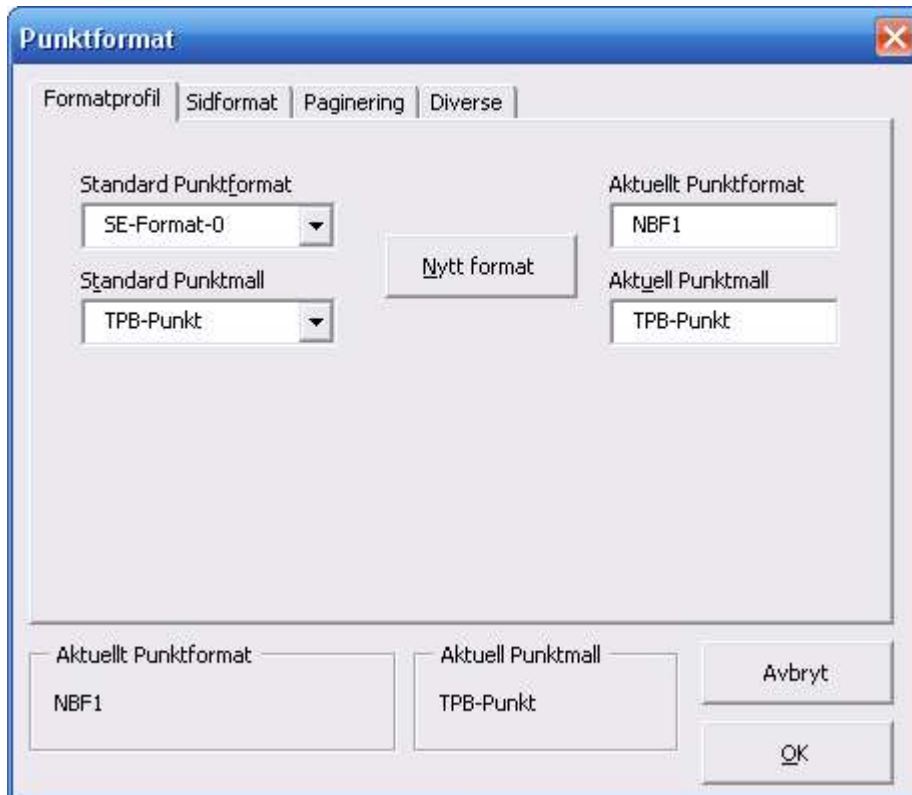 Punktformat
Formatprofil Sidformat Paginering Diverse
Standard Punktformat
SE-Format-0
Standard Punktmall
TPB-Punkt
Nytt format
Aktuellt Punktformat
NBF1
Aktuell Punktmall
TPB-Punkt
Aktuellt Punktformat
NBF1
Aktuell Punktmall
TPB-Punkt
Avbryt
OK